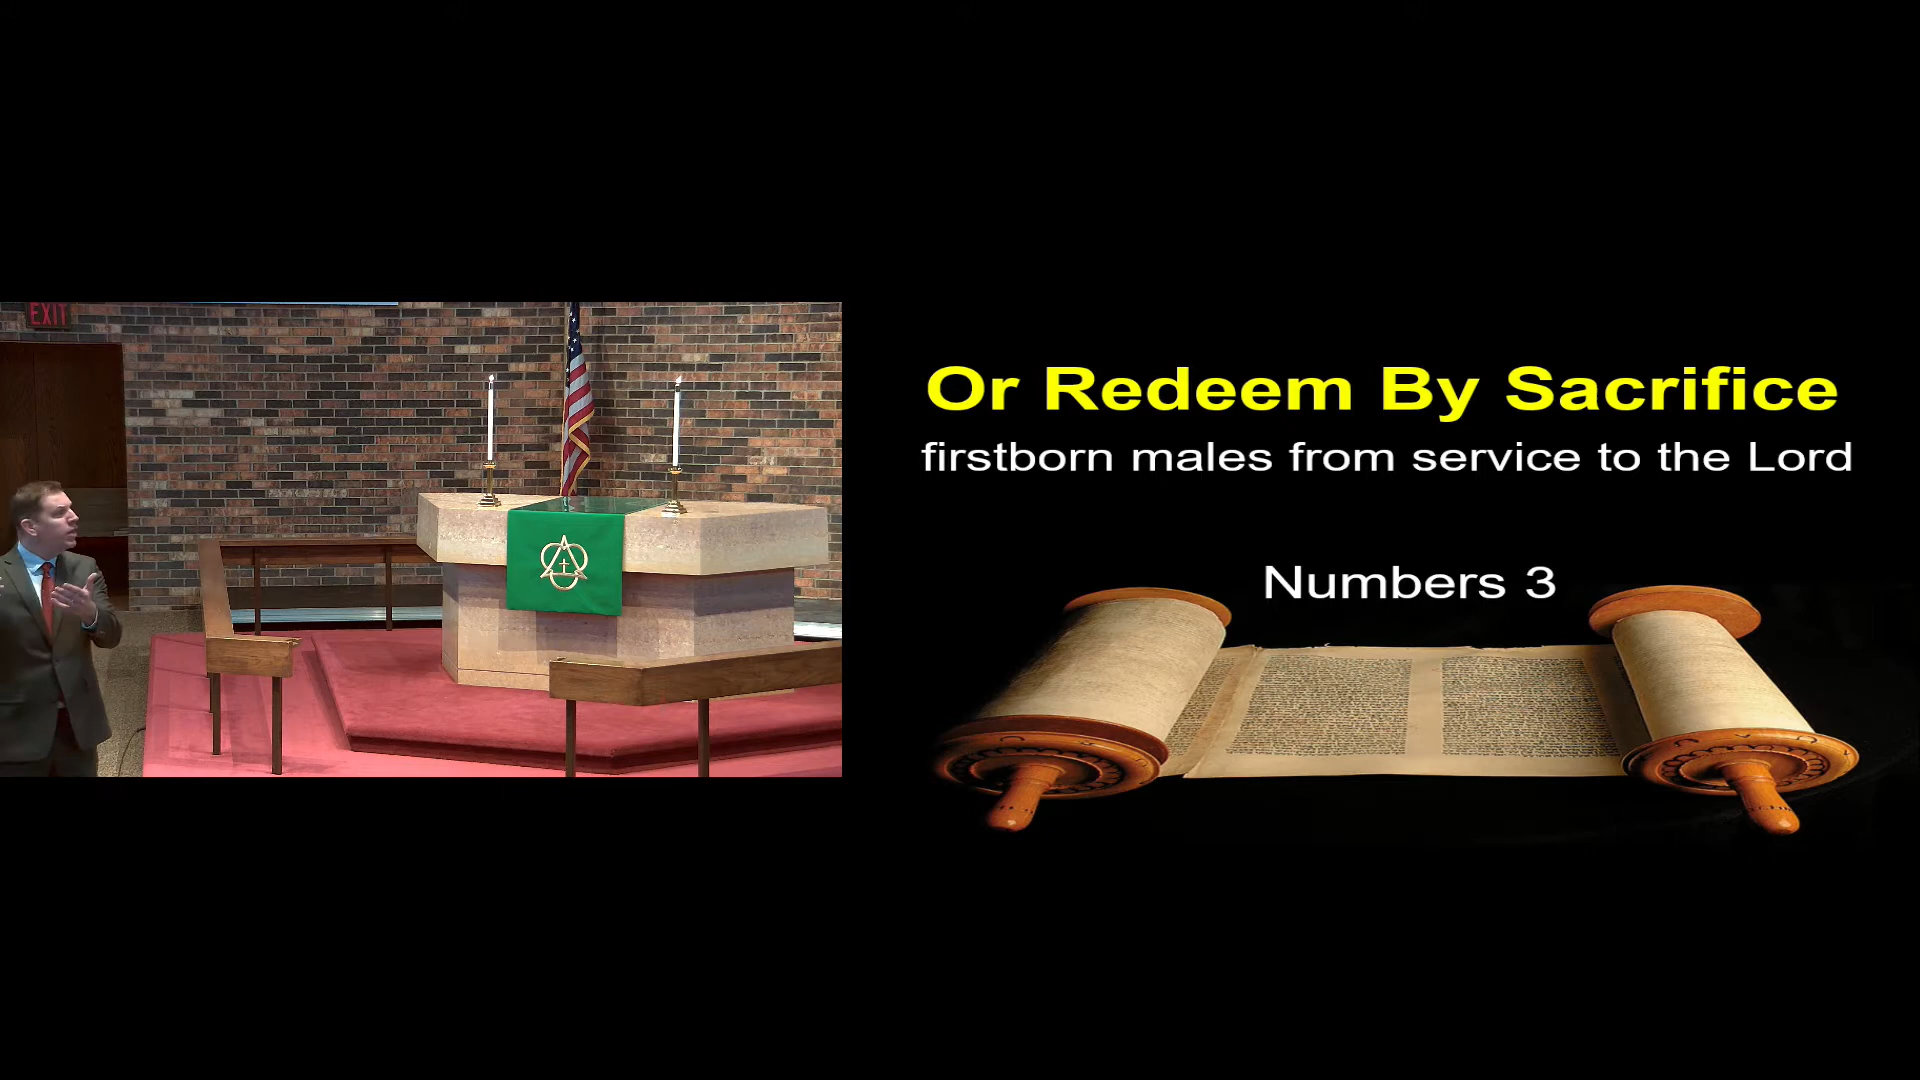 EXIT
Or Redeem By Sacrifice
firstborn males from service to the Lord
Numbers 3